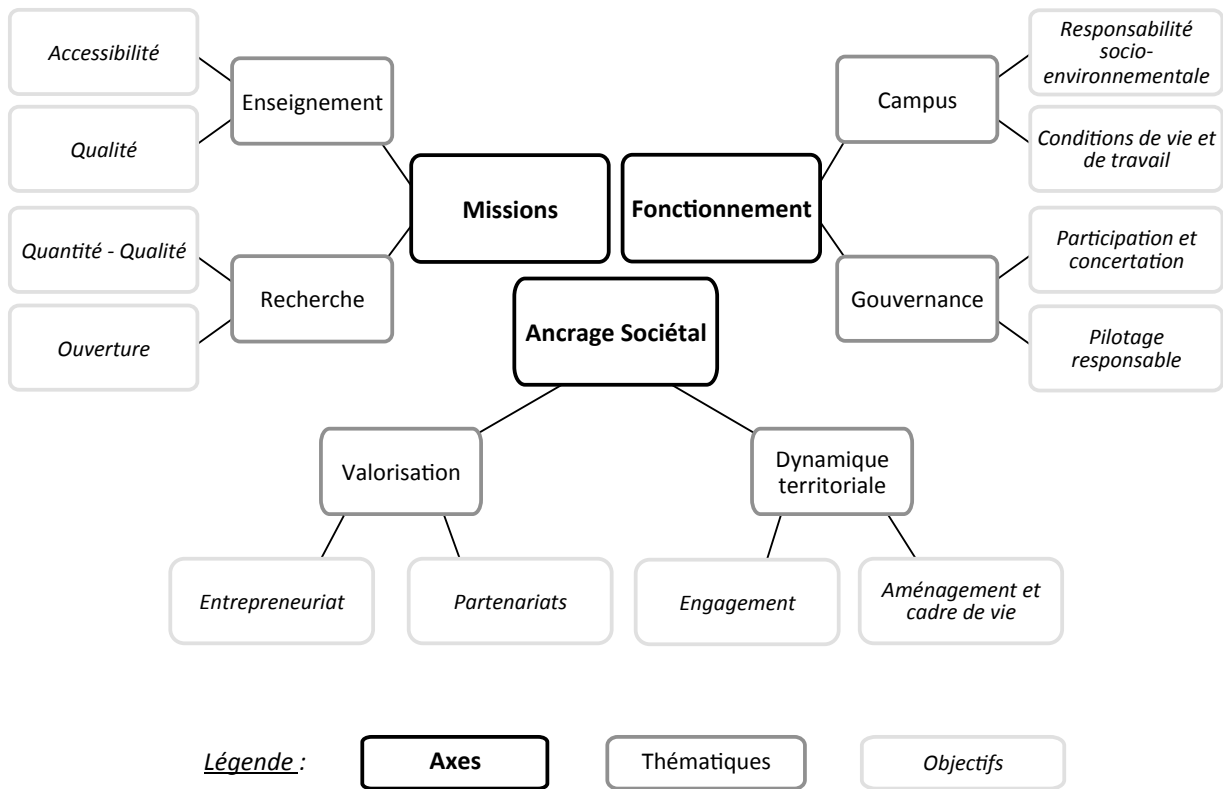 Accessibilité
Qualité
Enseignement
Quantité - Qualité
Ouverture
Recherche
Missions
Fonctionnement
Ancrage Sociétal
Campus
Responsabilité
socio-
environnementale
Conditions de vie et
de travail
Gouvernance
Participation et
concertation
Pilotage
responsable
Valorisation
Dynamique
territoriale
Entrepreneuriat
Partenariats
Engagement
Aménagement et
cadre de vie
Légende :
Axes
Thématiques
Objectifs